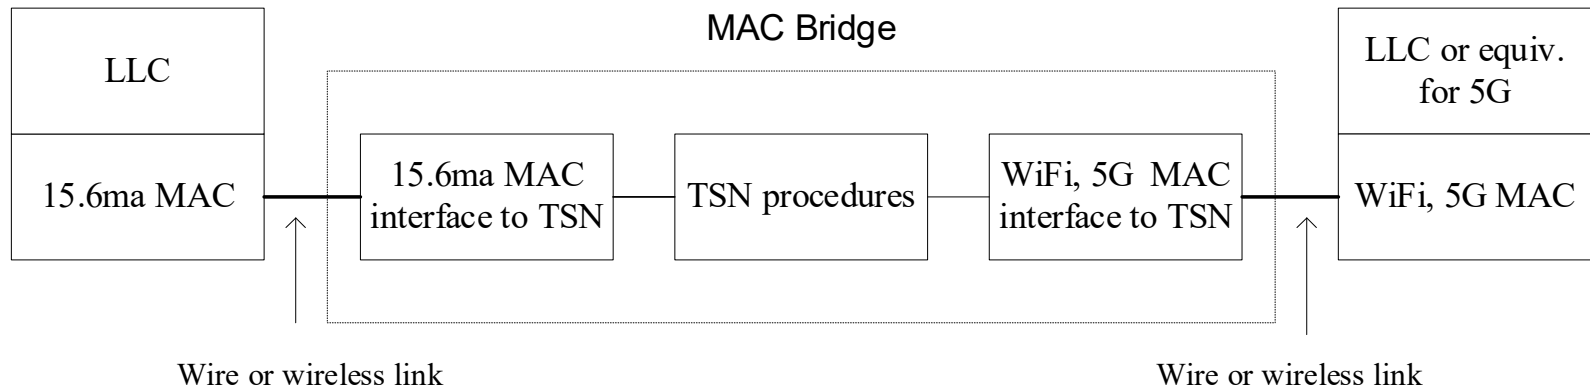 MAC Bridge
LLC
15.6ma MAC
15.6ma MAC
interface to TSN
TSN procedures
WiFi, 5G  MAC
interface to TSN
LLC or equiv.
for 5G
WiFi, 5G MAC
Wire or wireless link
Wire or wireless link